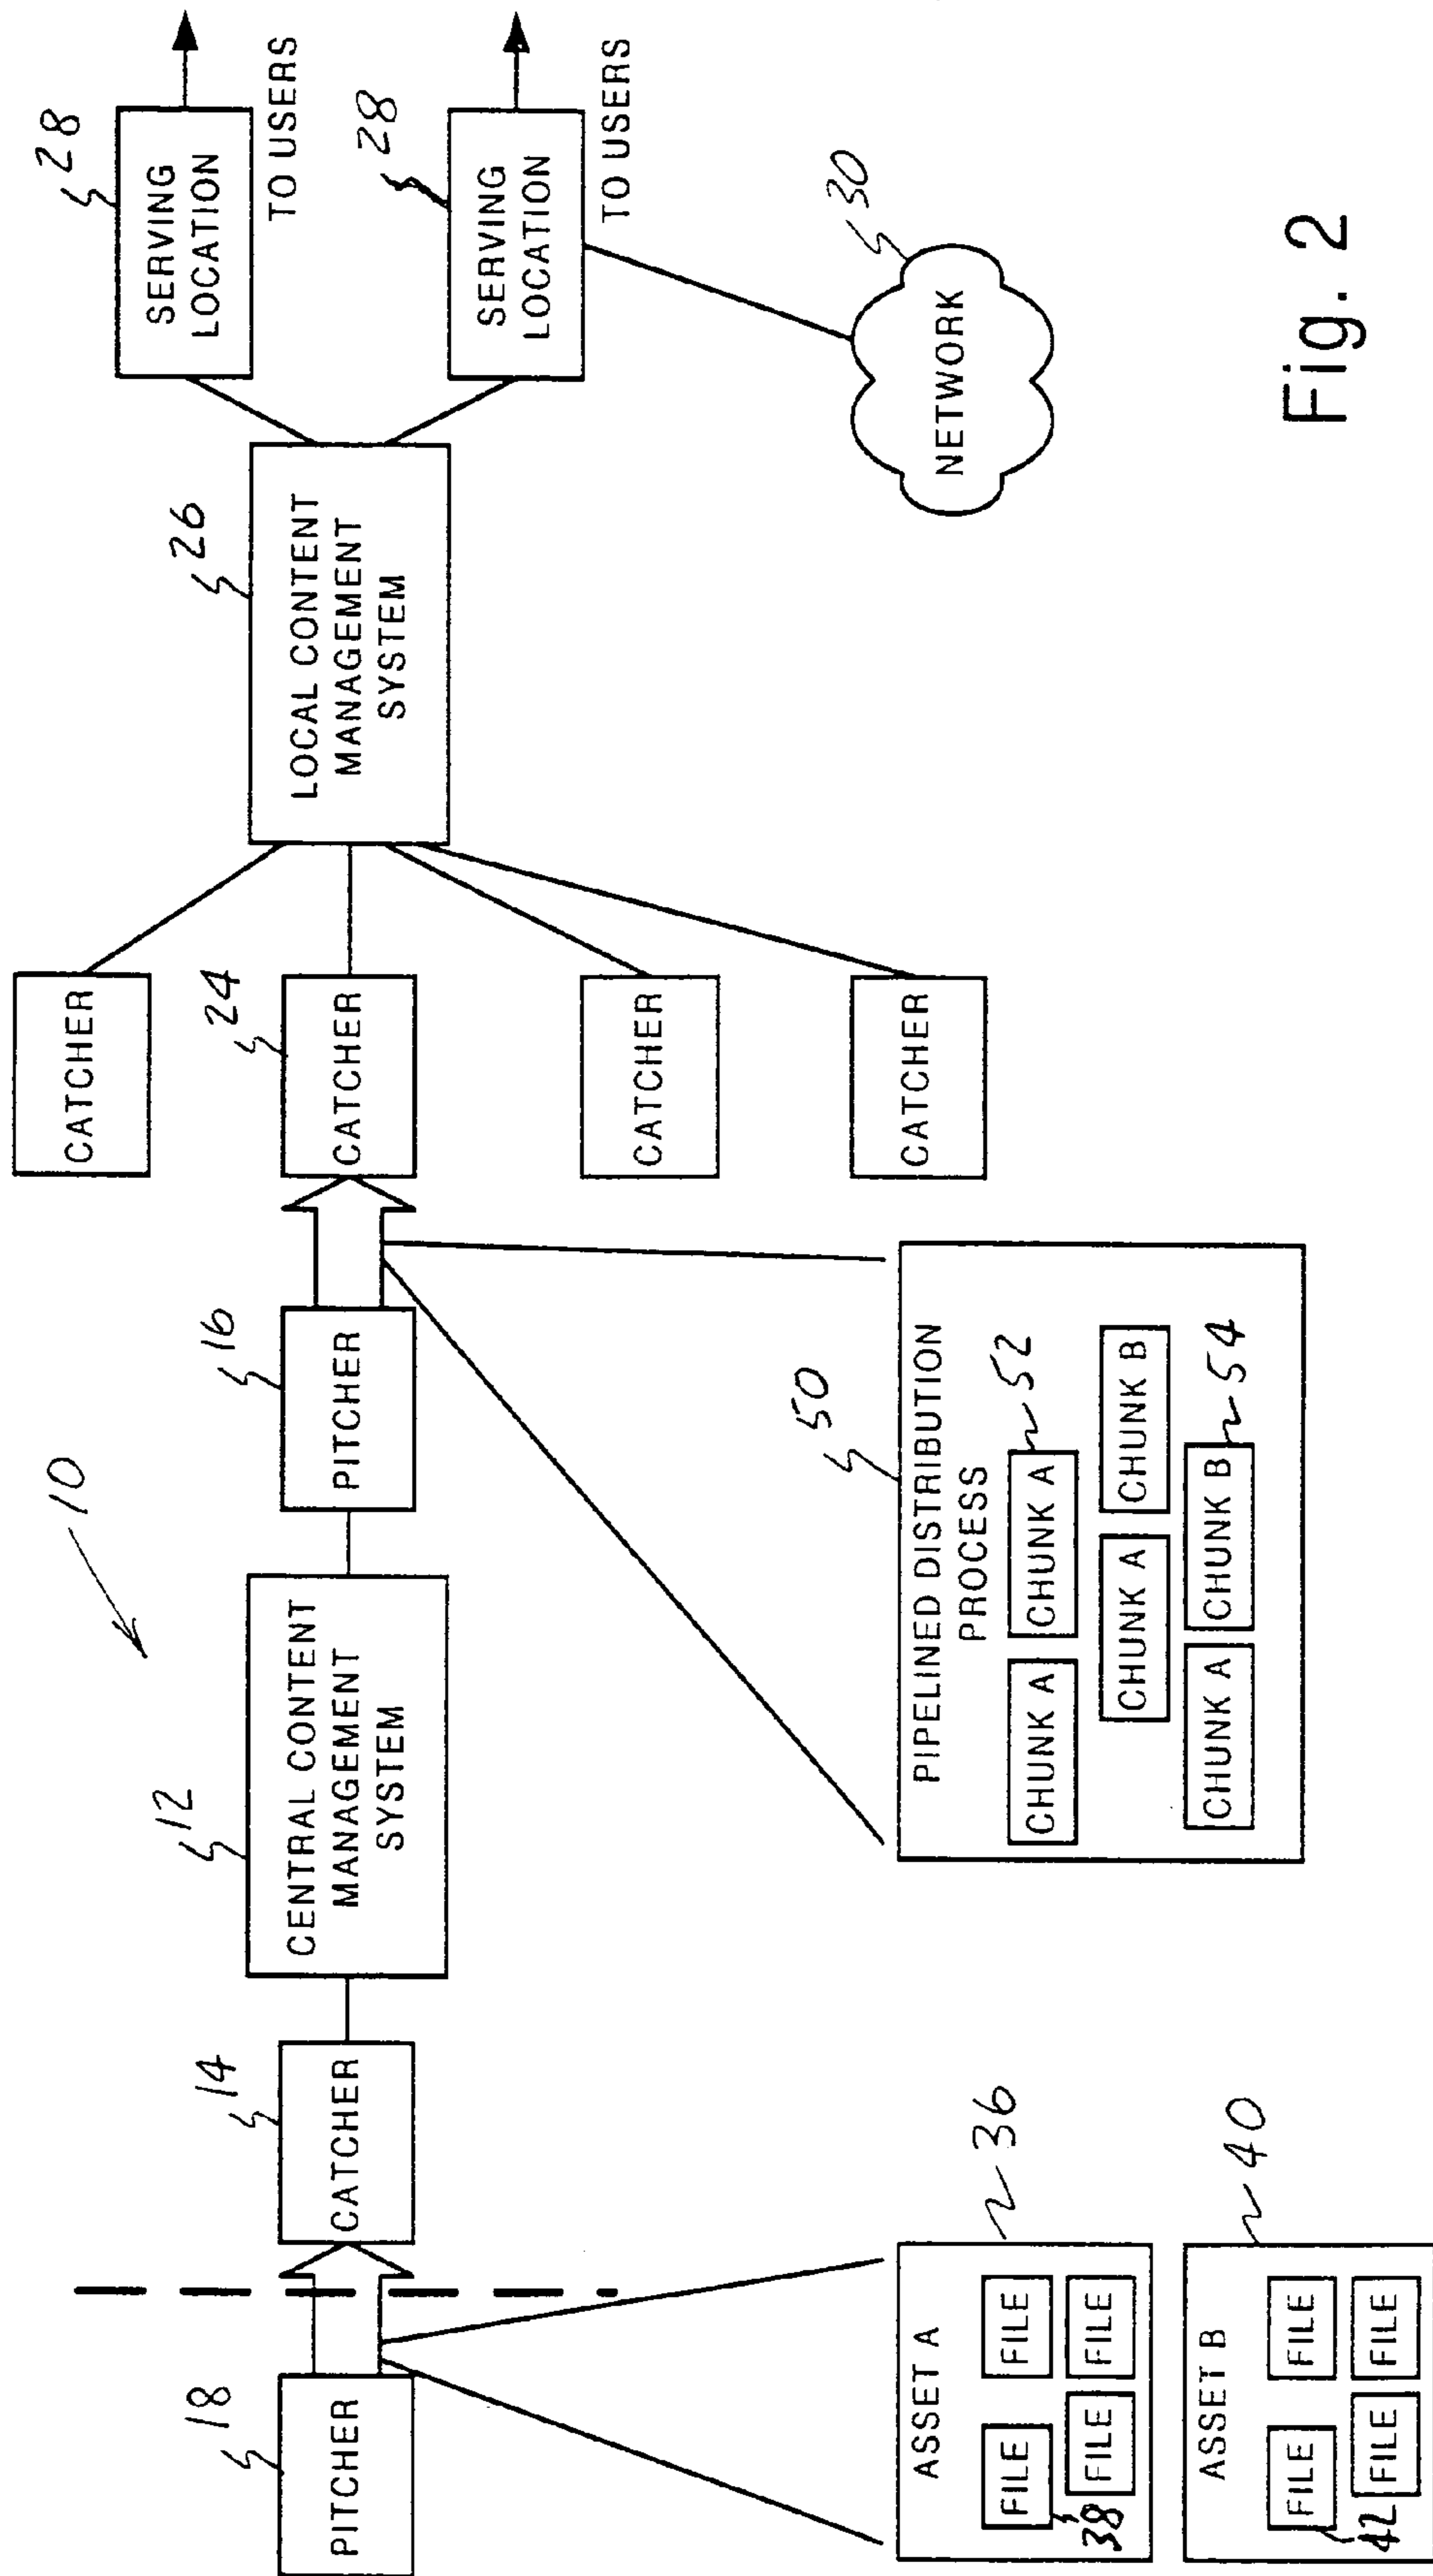 10
18
PITCHER
14
CATCHER
12
CENTRAL CONTENT
MANAGEMENT
SYSTEM
16
PITCHER
CATCHER
24
CATCHER
CATCHER
CATCHER
26
LOCAL CONTENT
MANAGEMENT
SYSTEM
28
SERVING
LOCATION
TO USERS
28
SERVING
LOCATION
TO USERS
30
NETWORK
ASSET A
36
FILE
FILE
38
FILE
FILE
ASSET B
40
FILE
FILE
42
FILE
FILE
50
PIPELINED DISTRIBUTION
PROCESS
CHUNK A
CHUNK A
52
CHUNK A
CHUNK B
CHUNK A
CHUNK B
54
Fig. 2